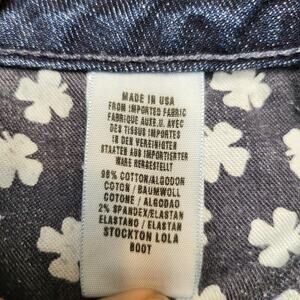 MADE IN USA
FROM IMPORTED FABRIC
FABRIQUE AUX E.U. AVEC
DES TISSUS IMPORTES
IN DEN VEREINIGTEN
STAATEN AUS IMPORTIERTER
WARE HERGESTELLT
98% COTTON/ALGODON
COTON / BAUMWOLL
COTONE / ALGODAO
2% SPANDEX/ELASTAN
ELASTANO / ELASTAN
STOCKTON LOLA
BOOT